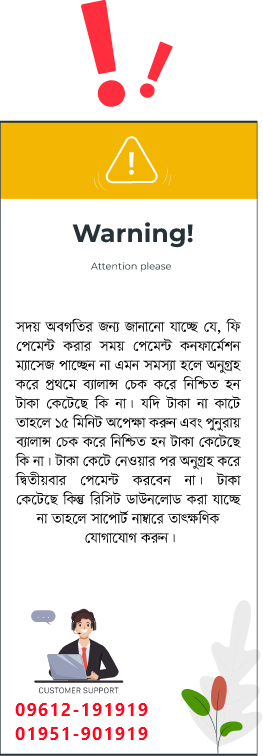 Warning!
Attention please
সদয় অবগতির জন্য জানানো যাচ্ছে যে, ফি
পেমেন্ট করার সময় পেমেন্ট কনফার্মেশন
ম্যাসেজ পাচ্ছেন না এমন সমস্যা হলে অনুগ্রহ
করে প্রথমে ব্যালান্স চেক করে নিশ্চিত হন
টাকা কেটেছে কি না। যদি টাকা না কাটে
তাহলে ১৫ মিনিট অপেক্ষা করুন এবং পুনুরায়
ব্যালান্স চেক করে নিশ্চিত হন টাকা কেটেছে
কি না। টাকা কেটে নেওয়ার পর অনুগ্রহ করে
দ্বিতীয়বার পেমেন্ট করবেন না। টাকা
কেটেছে কিন্তু রিসিট ডাউনলোড করা যাচ্ছে
না তাহলে সাপোর্ট নাম্বারে তাৎক্ষণিক
যোগাযোগ করুন।
CUSTOMER SUPPORT
09612-191919
01951-901919